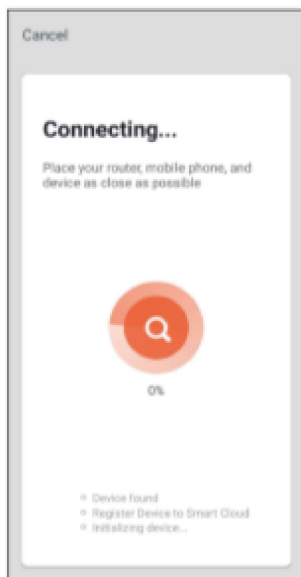 Cancel
Connecting...
Place your router, mobile phone, and
device as close as possible
0%
Device found
Register Device to Smart Cloud
Initializing device...